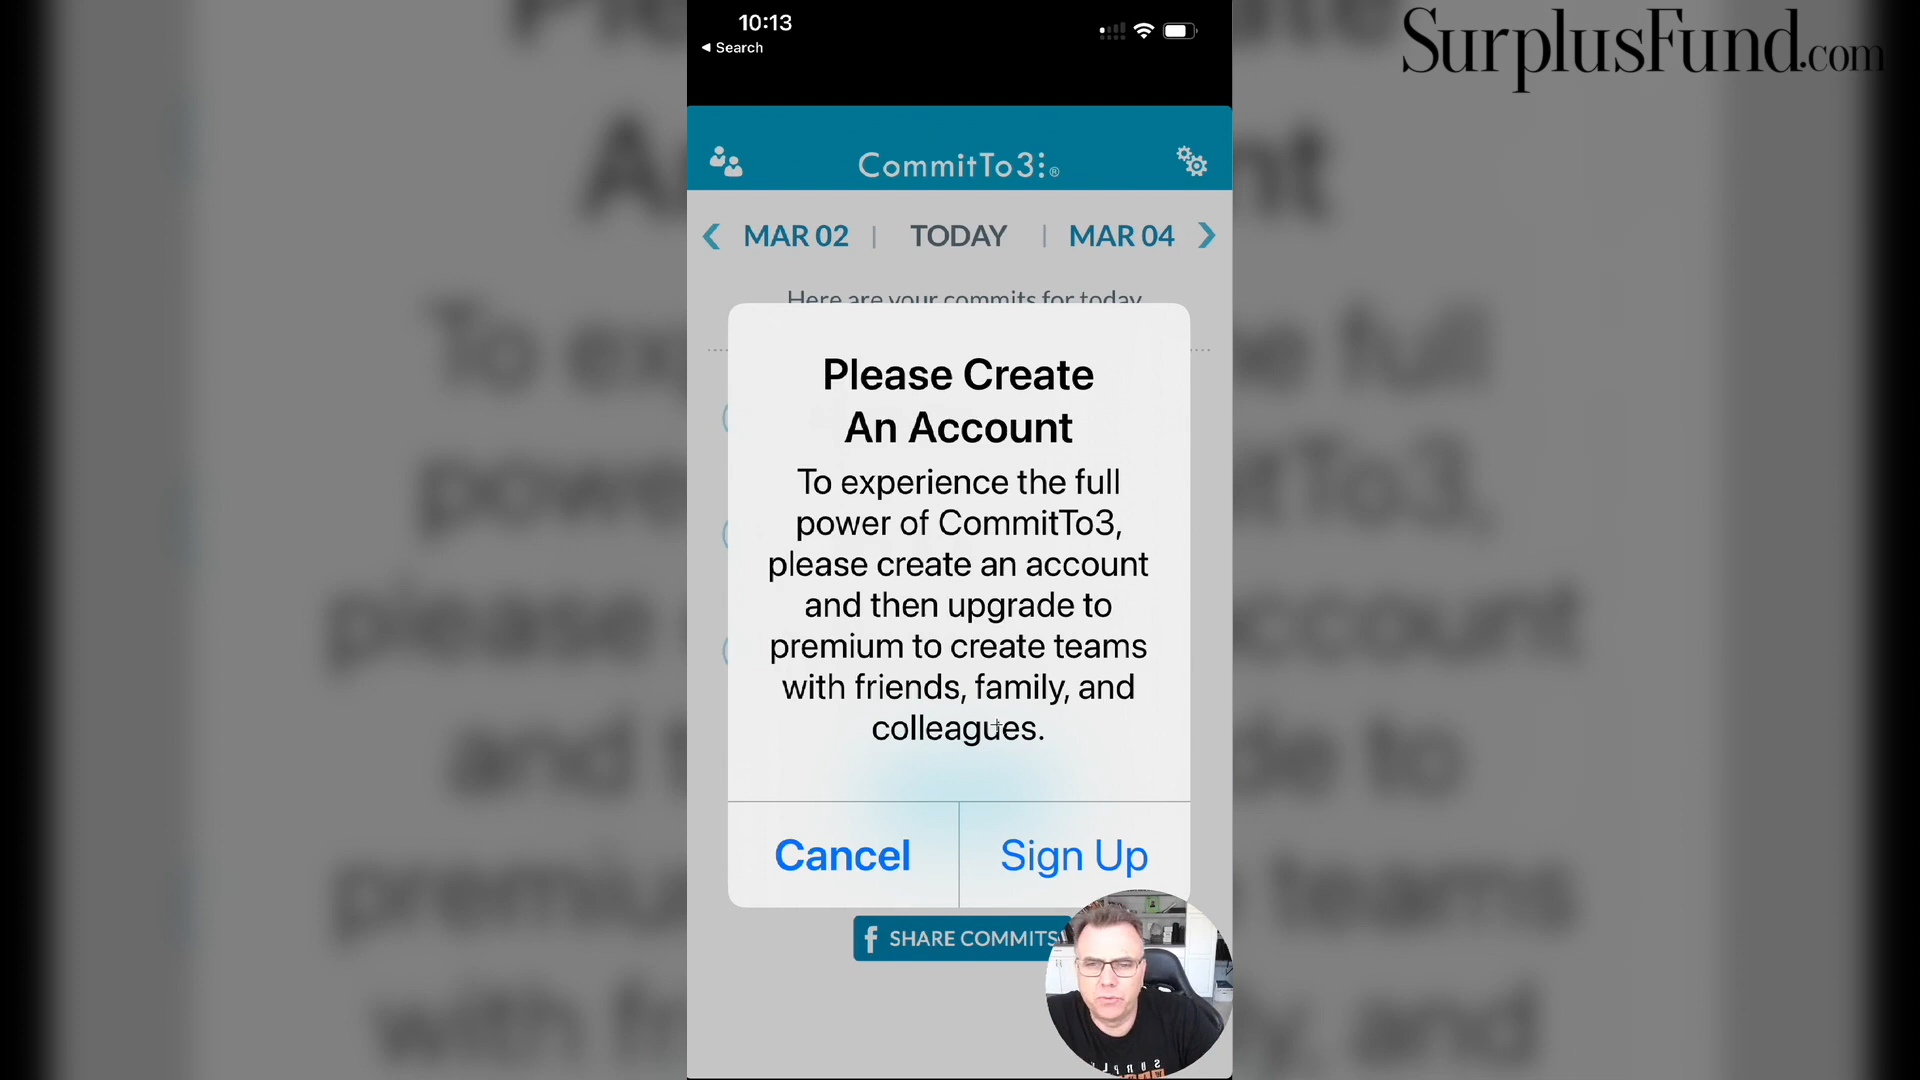 10:13
Search
SurplusFund.com
CommitTo3:®
MAR 02 | TODAY | MAR 04
Here are your commits for today
Please Create
An Account
To experience the full
power of CommitTo3,
please create an account
and then upgrade to
premium to create teams
with friends, family, and
colleagues.
Cancel
Sign Up
SHARE COMMITS